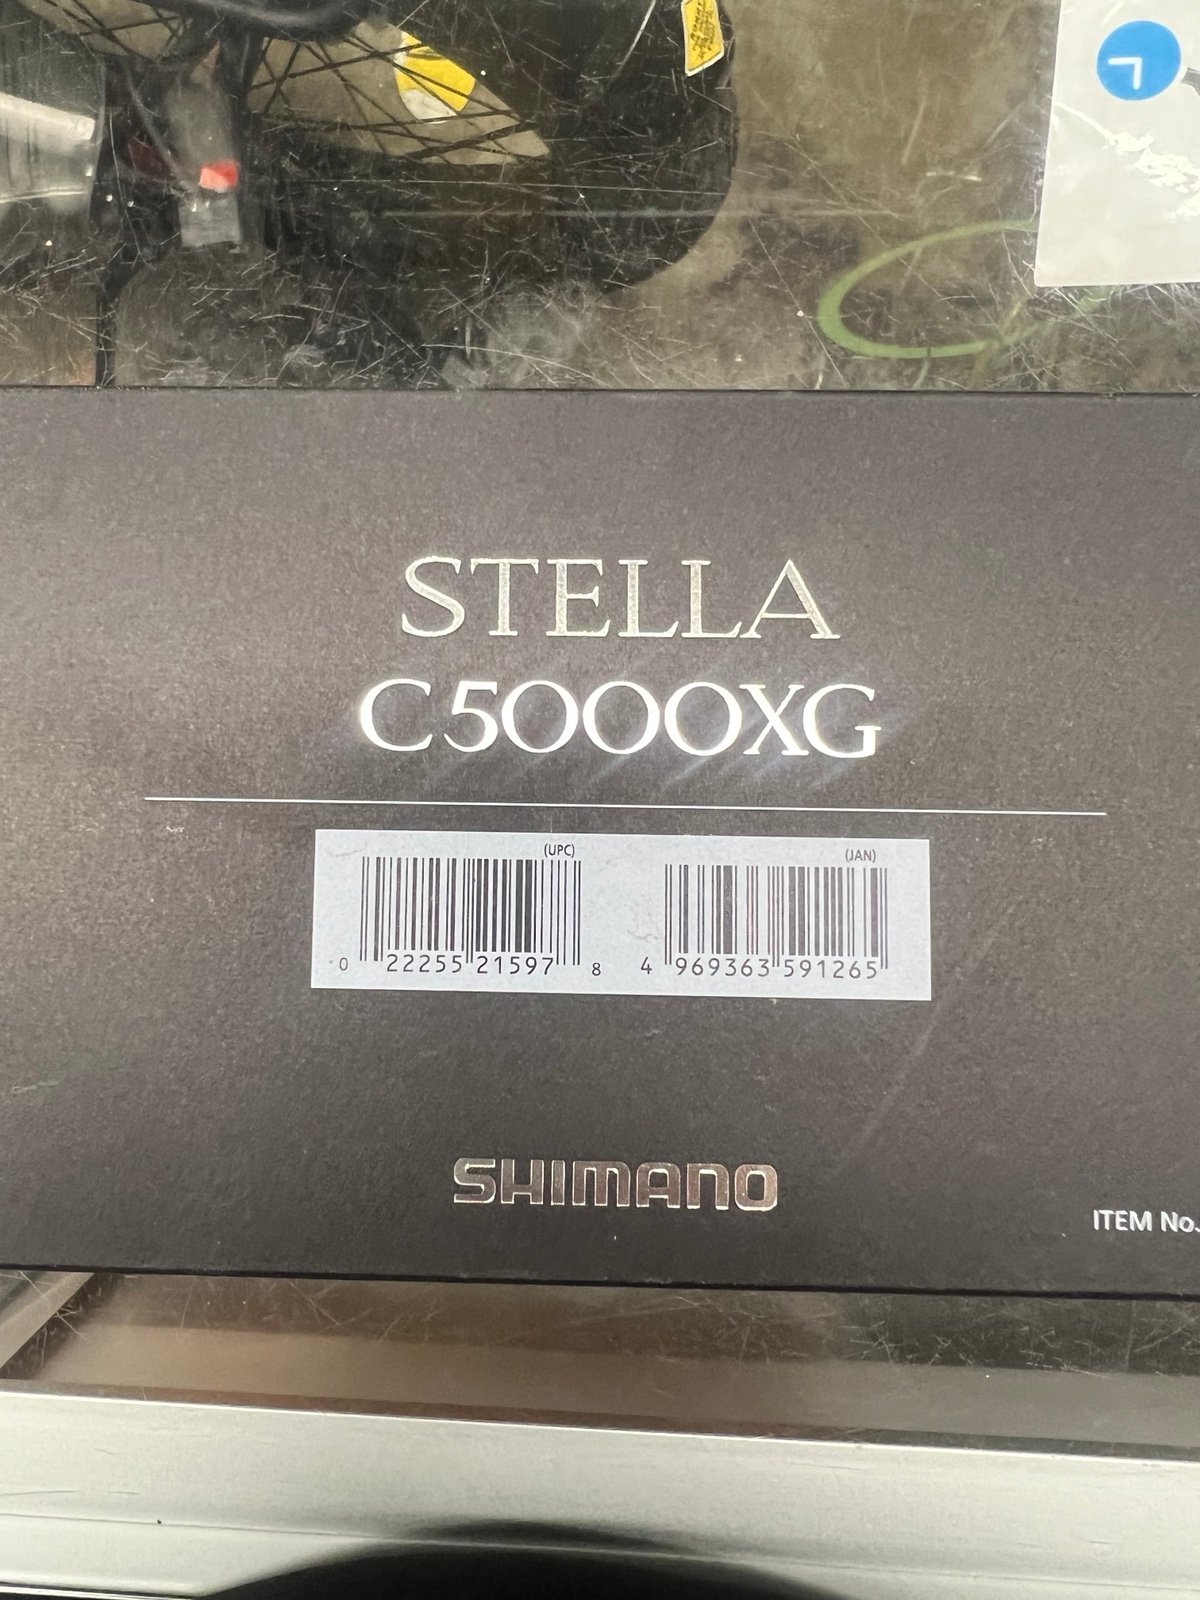 STELLA
C5000XG
(UPC)
(JAN)
0 22255 21597 8
4 969363 591265
SHIMANO
ITEM No.